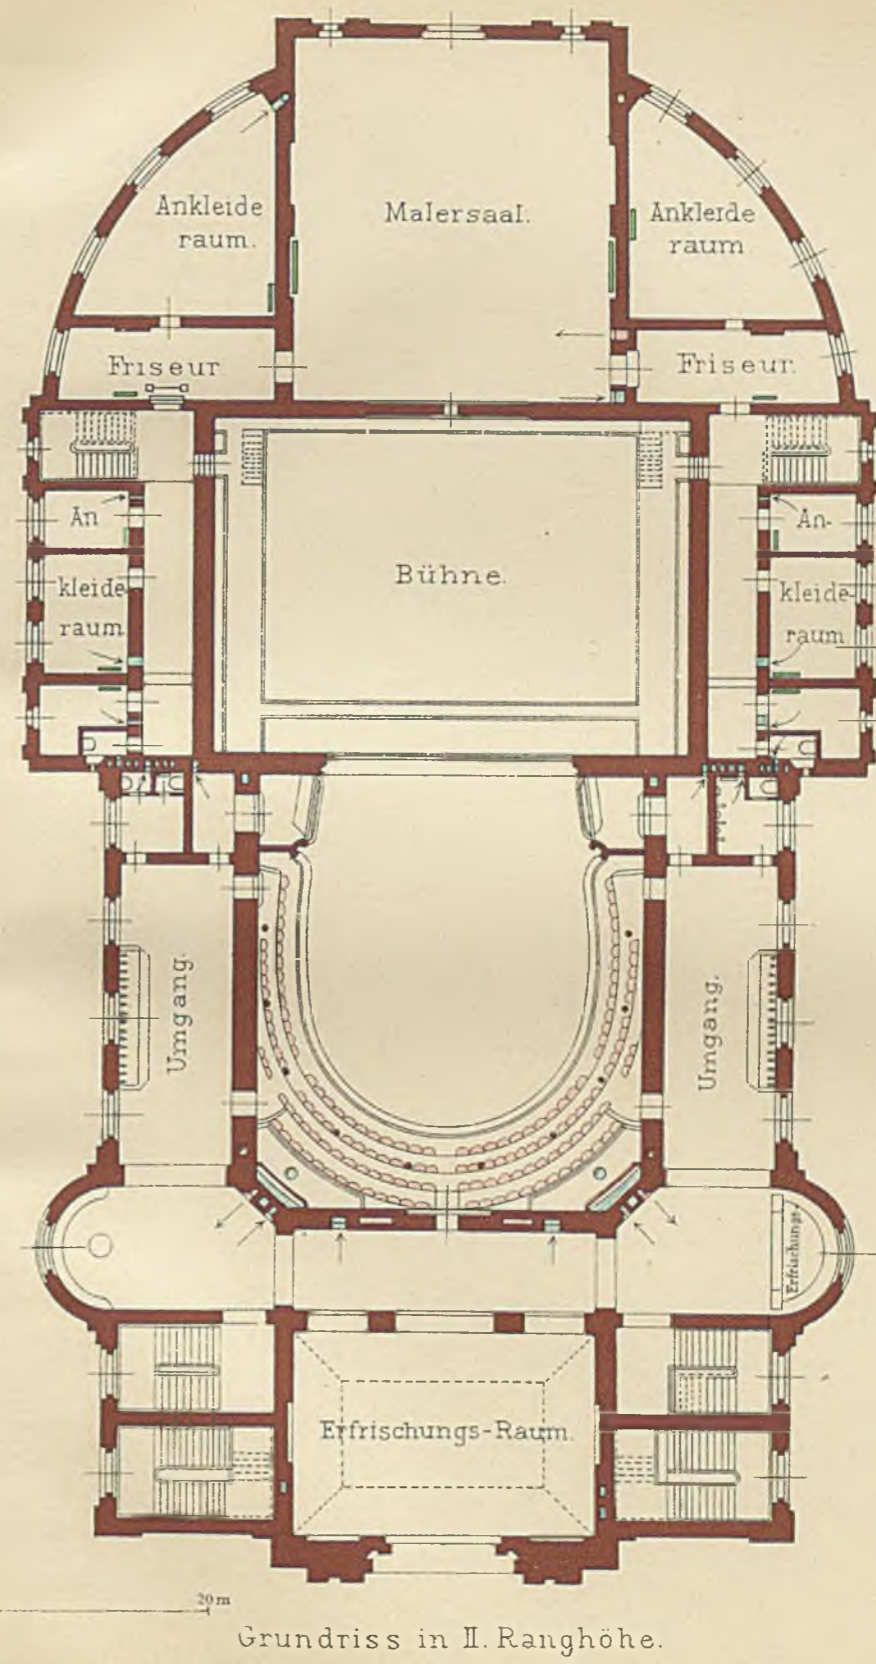 Ankleide
raum.
Malersaal.
Ankleide
raum
Friseur
Friseur.
An
kleide
raum
Bühne.
An-
kleide-
raum
Umgang.
Umgang.
Erfrischungs-
Erfrischungs-Raum.
20 m
Grundriss in II. Ranghöhe.